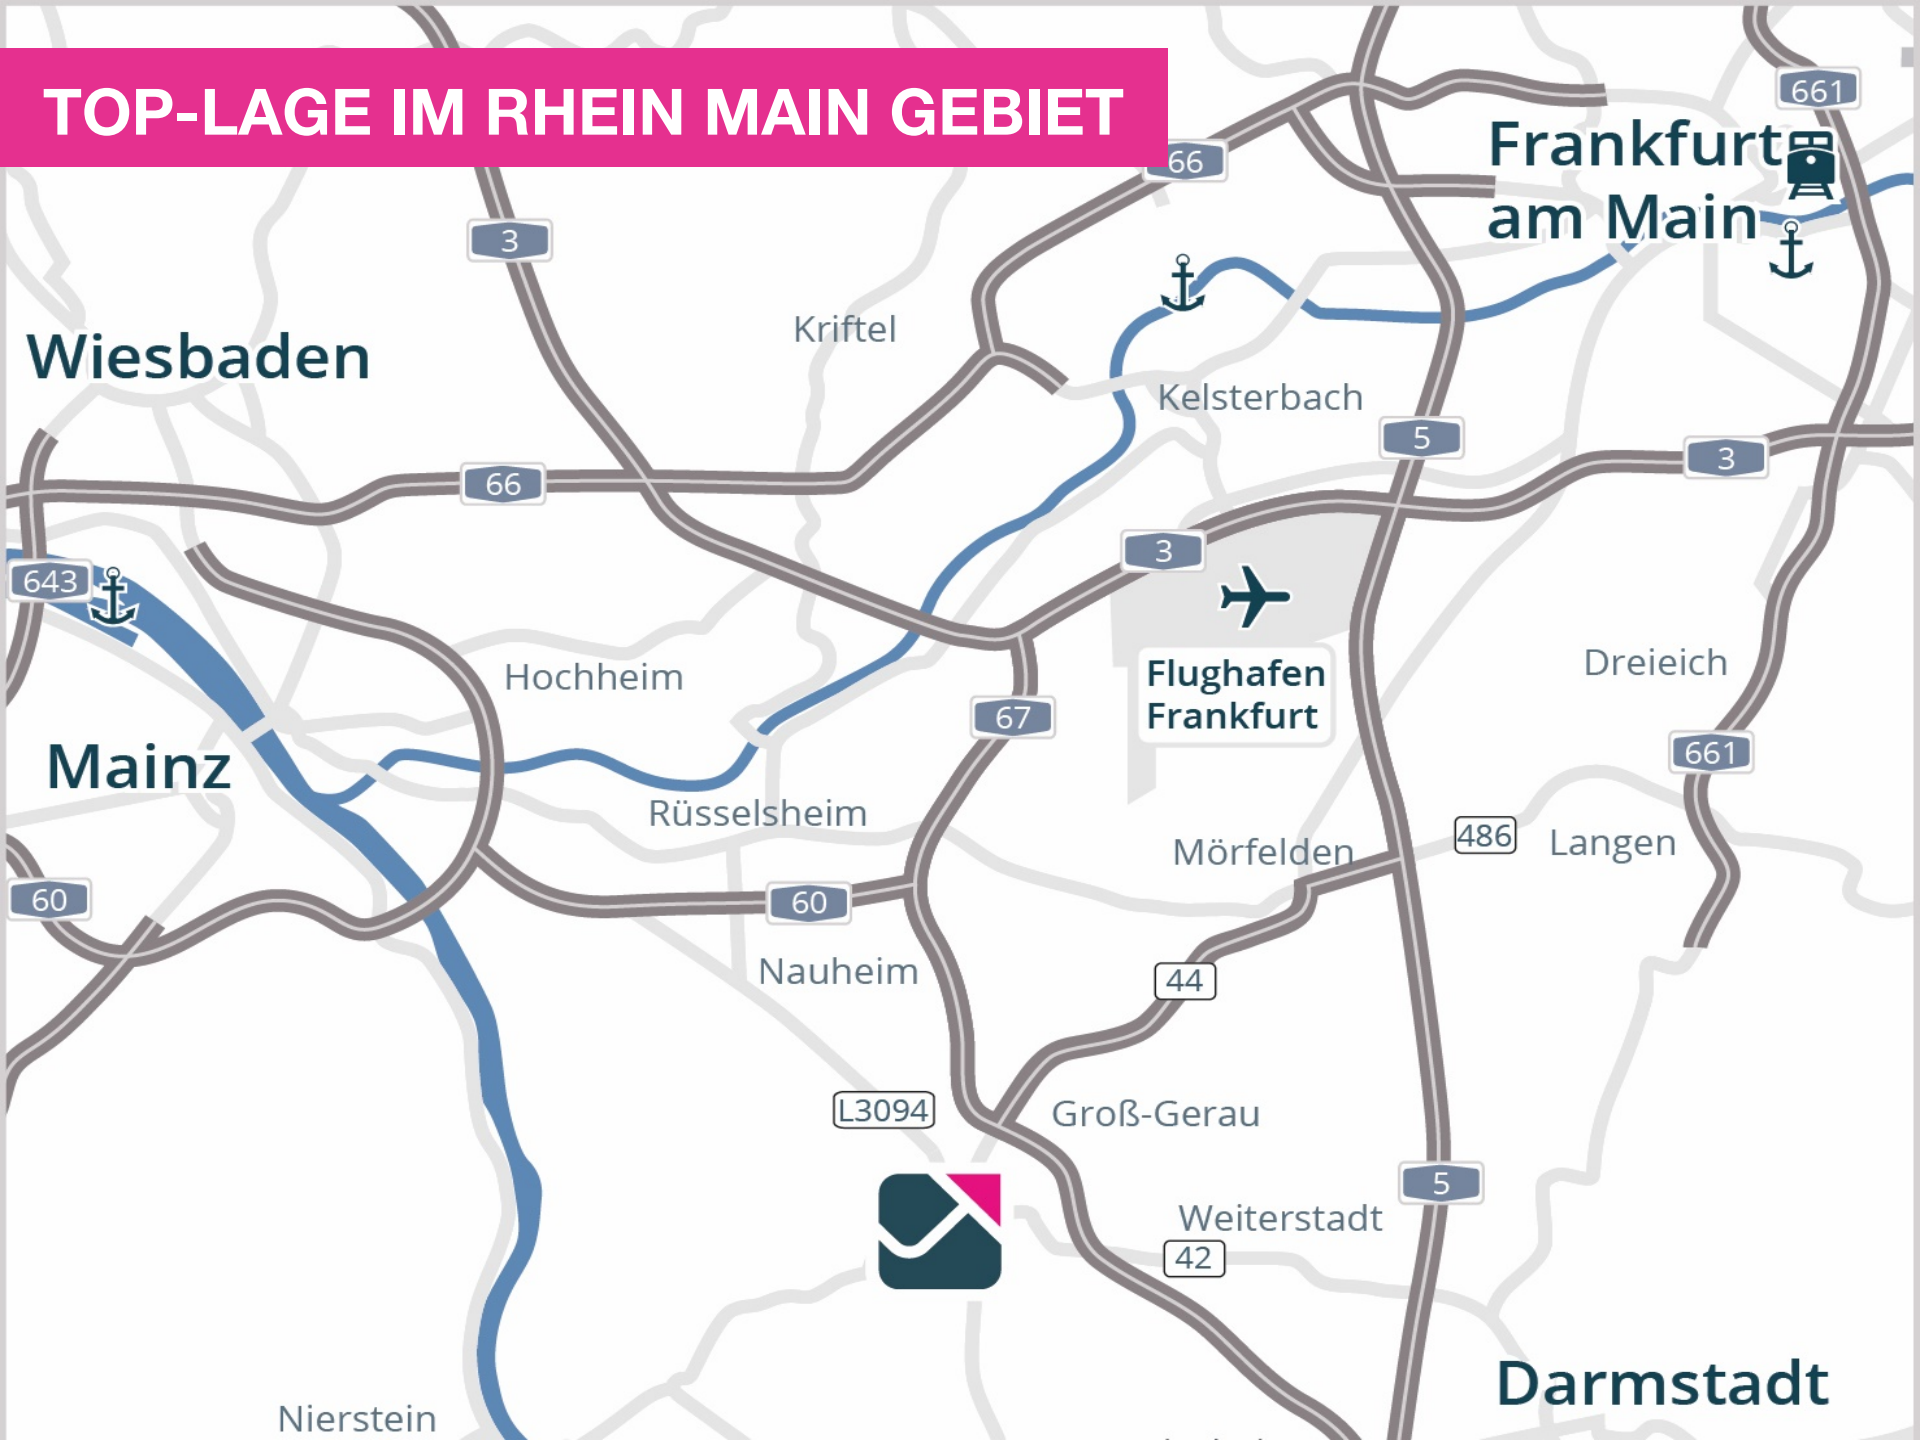 TOP-LAGE IM RHEIN MAIN GEBIET
661
Frankfurt
am Main
66
3
Kriftel
Wiesbaden
Kelsterbach
5
3
66
3
643
Flughafen
Frankfurt
Hochheim
Dreieich
67
661
Mainz
Rüsselsheim
Mörfelden
486
Langen
60
60
Nauheim
44
L3094
Groß-Gerau
5
Weiterstadt
42
Darmstadt
Nierstein